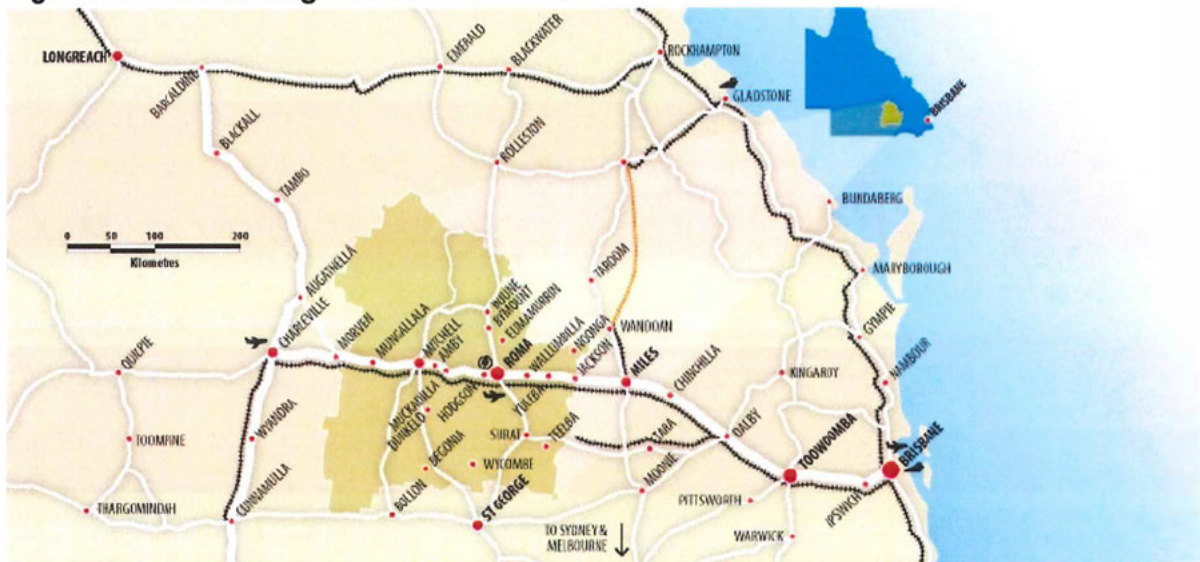 LONGREACH
BARCALDINE
EMERALD
BLACKWATER
ROCKHAMPTON
GLADSTONE
BRISBANE
BLACKALL
ROLLESTON
TAMBO
BUNDABERG
0 50 100 200
Kilometres
AUGATHELLA
TAROOM
MARYBOROUGH
CHARLEVILLE
MORVEN
MUNGALLALA
MITCHELL
AMBY
INJUNE
BYMOUNT
EUMAMURRIN
ROMA
WALLUMBILLA
NOONGA
JACKSON
WANDOAN
MILES
CHINCHILLA
GYMPIE
NAMBOUR
QUILPIE
KINGAROY
MUCKADILLA
DUNKELD
HODGSON
YULEBA
WYANDRA
TOOMPINE
SURAT
TEELBA
TARA
DALBY
TOOWOOMBA
BRISBANE
BEGONIA
WYCOMBE
MOONIE
PITTSWORTH
IPSWICH
THARGOMINDAH
CUNNAMULLA
BOLLON
ST GEORGE
TO SYDNEY &
MELBOURNE
WARWICK